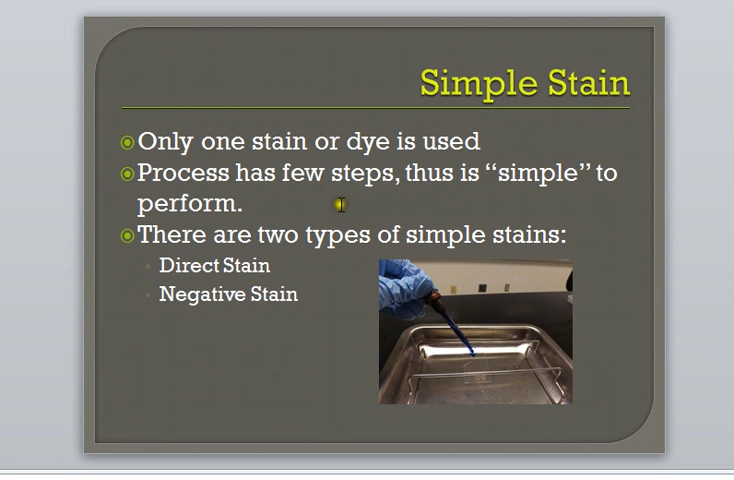 Simple Stain
Only one stain or dye is used
Process has few steps, thus is “simple” to
perform.
There are two types of simple stains:
Direct Stain
Negative Stain